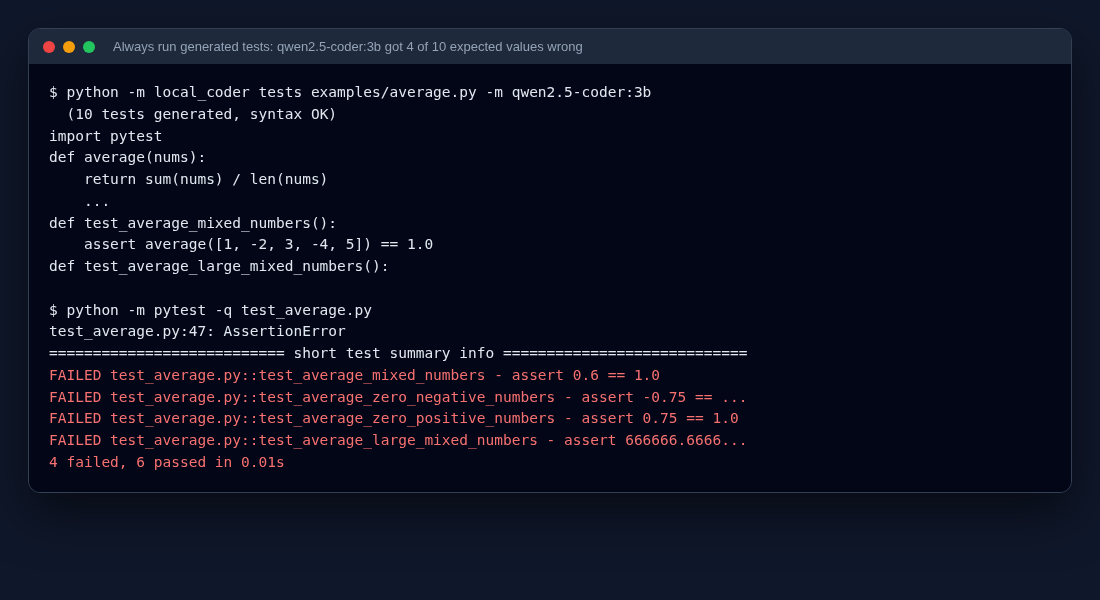 Always run generated tests: qwen2.5-coder:3b got 4 of 10 expected values wrong
$ python -m local_coder tests examples/average.py -m qwen2.5-coder:3b
  (10 tests generated, syntax OK)
import pytest
def average(nums):
    return sum(nums) / len(nums)
    ...
def test_average_mixed_numbers():
    assert average([1, -2, 3, -4, 5]) == 1.0
def test_average_large_mixed_numbers():
$ python -m pytest -q test_average.py
test_average.py:47: AssertionError
=========================== short test summary info ============================
FAILED test_average.py::test_average_mixed_numbers - assert 0.6 == 1.0
FAILED test_average.py::test_average_zero_negative_numbers - assert -0.75 == ...
FAILED test_average.py::test_average_zero_positive_numbers - assert 0.75 == 1.0
FAILED test_average.py::test_average_large_mixed_numbers - assert 666666.6666...
4 failed, 6 passed in 0.01s